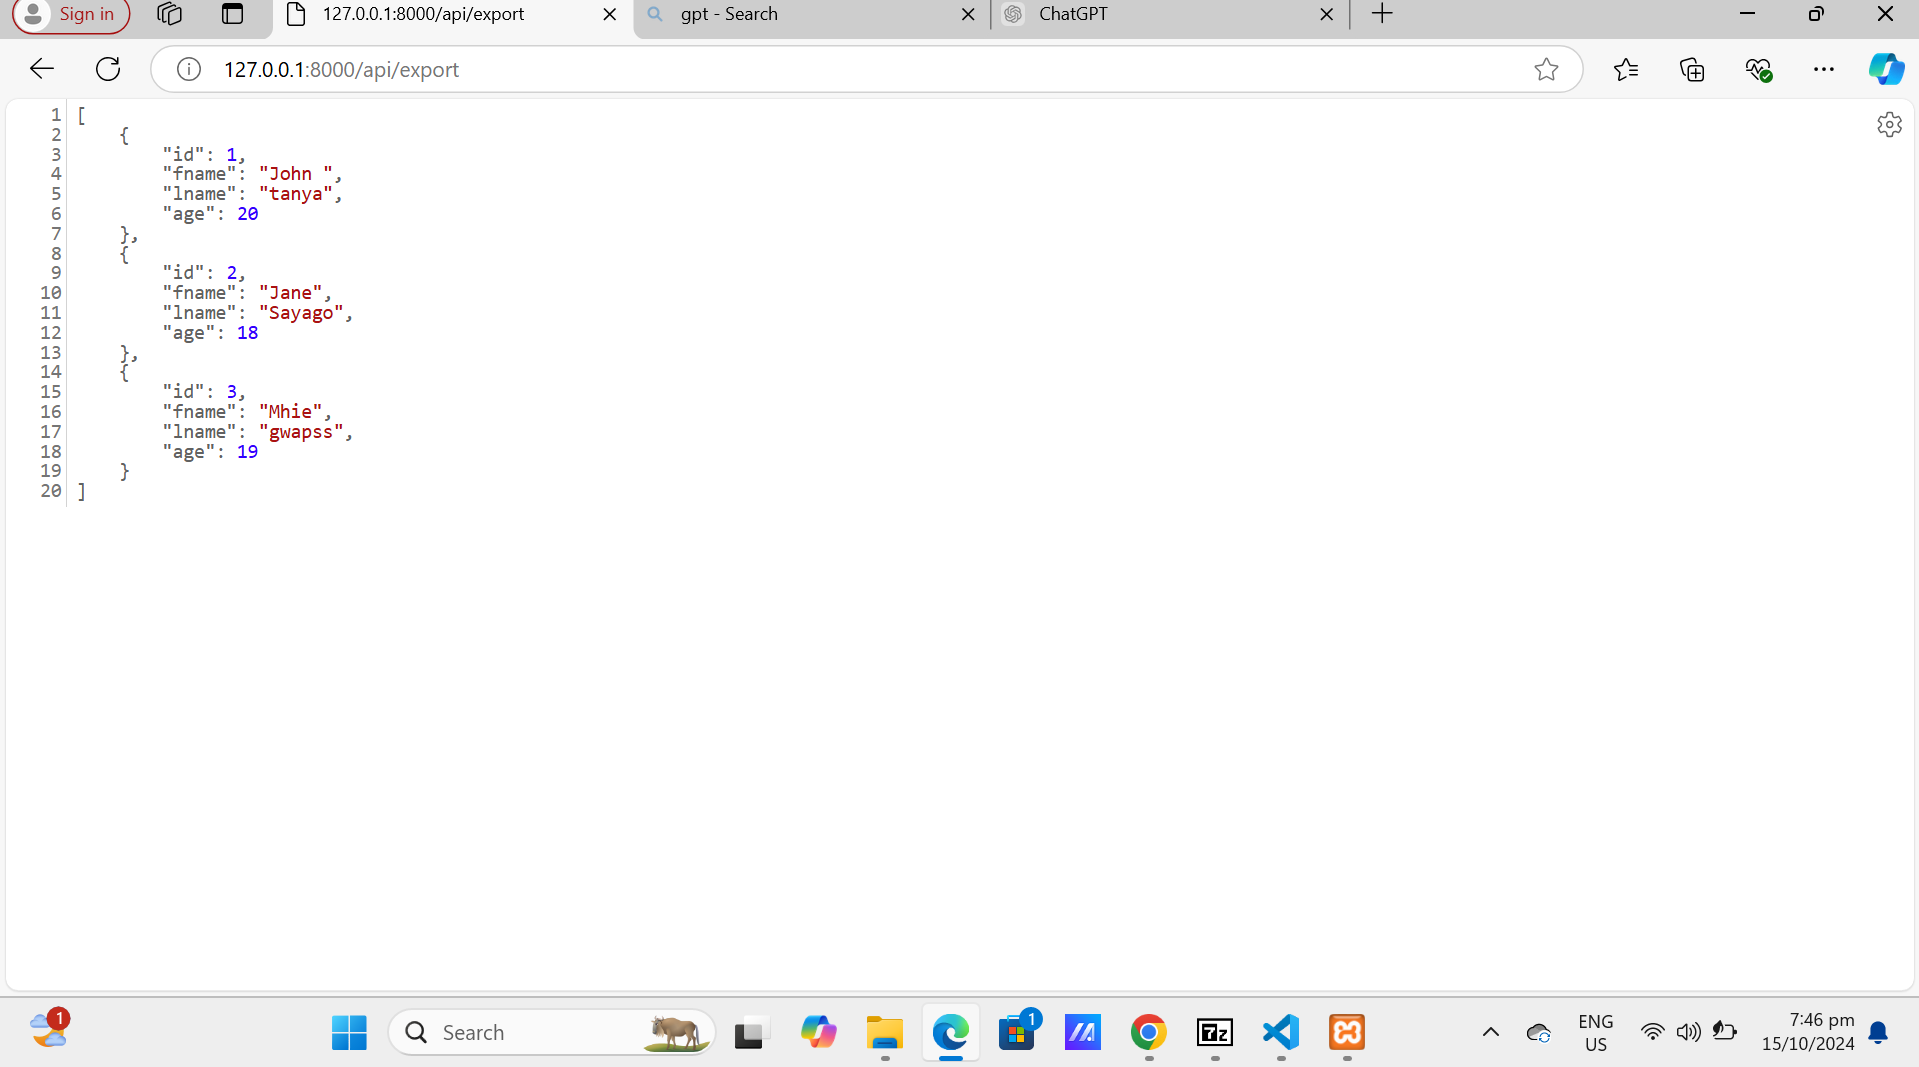 Sign in
127.0.0.1:8000/api/export
gpt - Search
ChatGPT
127.0.0.1:8000/api/export
1 [
2     {
3         "id": 1,
4         "fname": "John ",
5         "lname": "tanya",
6         "age": 20
7     },
8     {
9         "id": 2,
10         "fname": "Jane",
11         "lname": "Sayago",
12         "age": 18
13     },
14     {
15         "id": 3,
16         "fname": "Mhie",
17         "lname": "gwapss",
18         "age": 19
19     }
20 ]
1
Search
1
7z
ENG
US
7:46 pm
15/10/2024